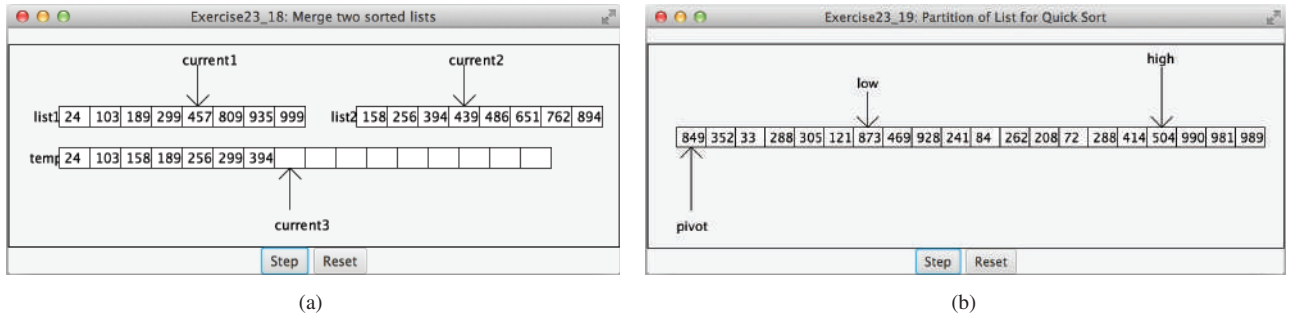 Exercise23_18: Merge two sorted lists
current1 current2
list1 24 103 189 299 457 809 935 999 list2 158 256 394 439 486 651 762 894
temp 24 103 158 189 256 299 394
current3
Step Reset
(a)
Exercise23_19: Partition of List for Quick Sort
high
low
849 352 33 288 305 121 873 469 928 241 84 262 208 72 288 414 504 990 981 989
pivot
Step Reset
(b)